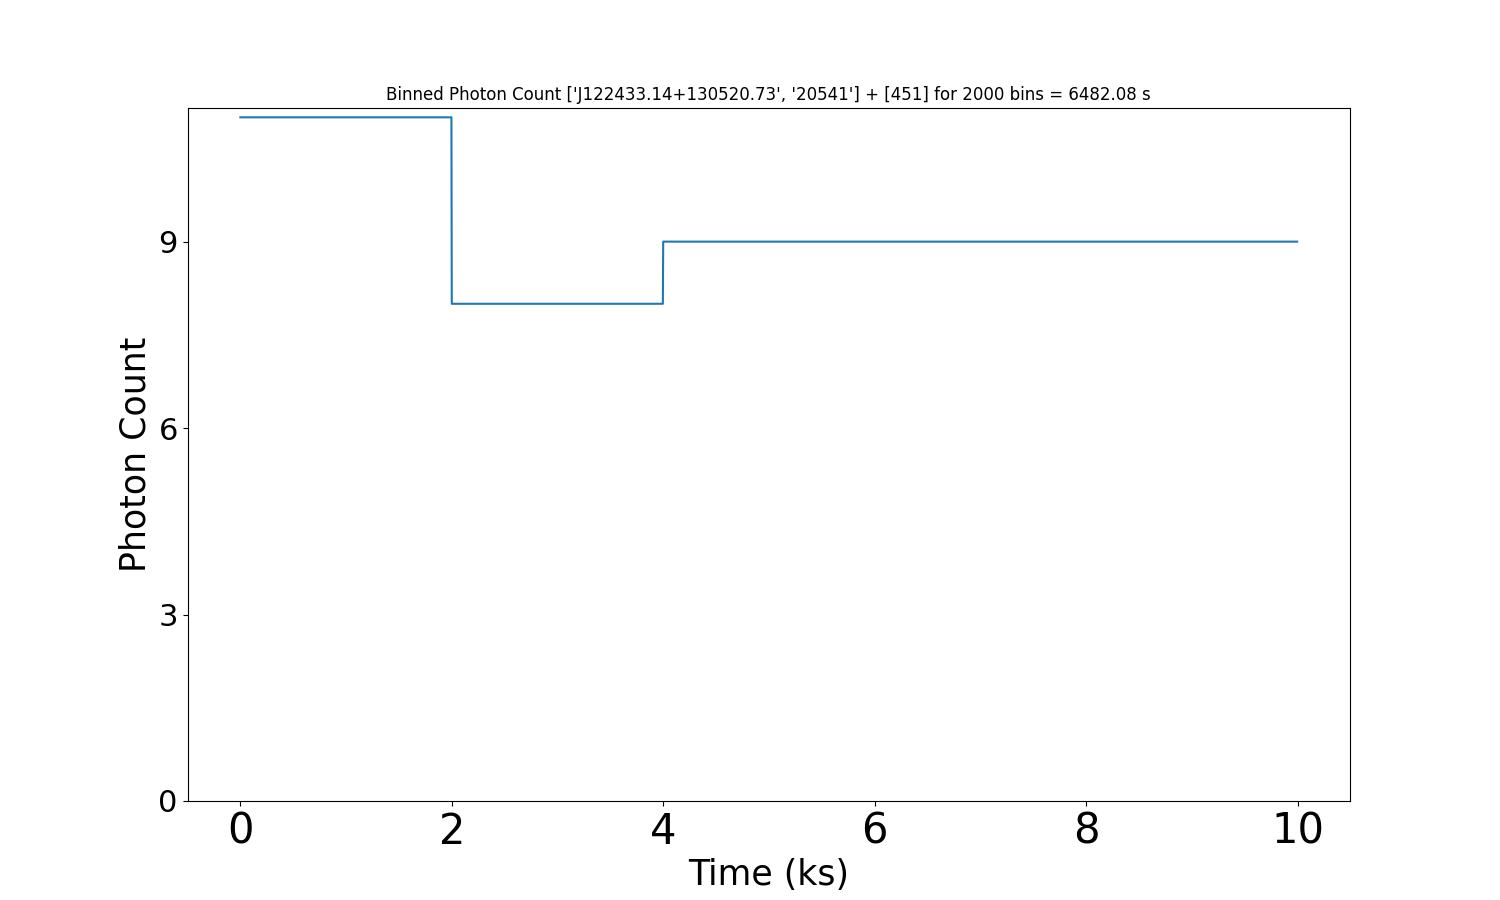 Binned Photon Count ['J122433.14+130520.73', '20541'] + [451] for 2000 bins = 6482.08 s
9
6
3
0
Photon Count
0 2 4 6 8 10
Time (ks)